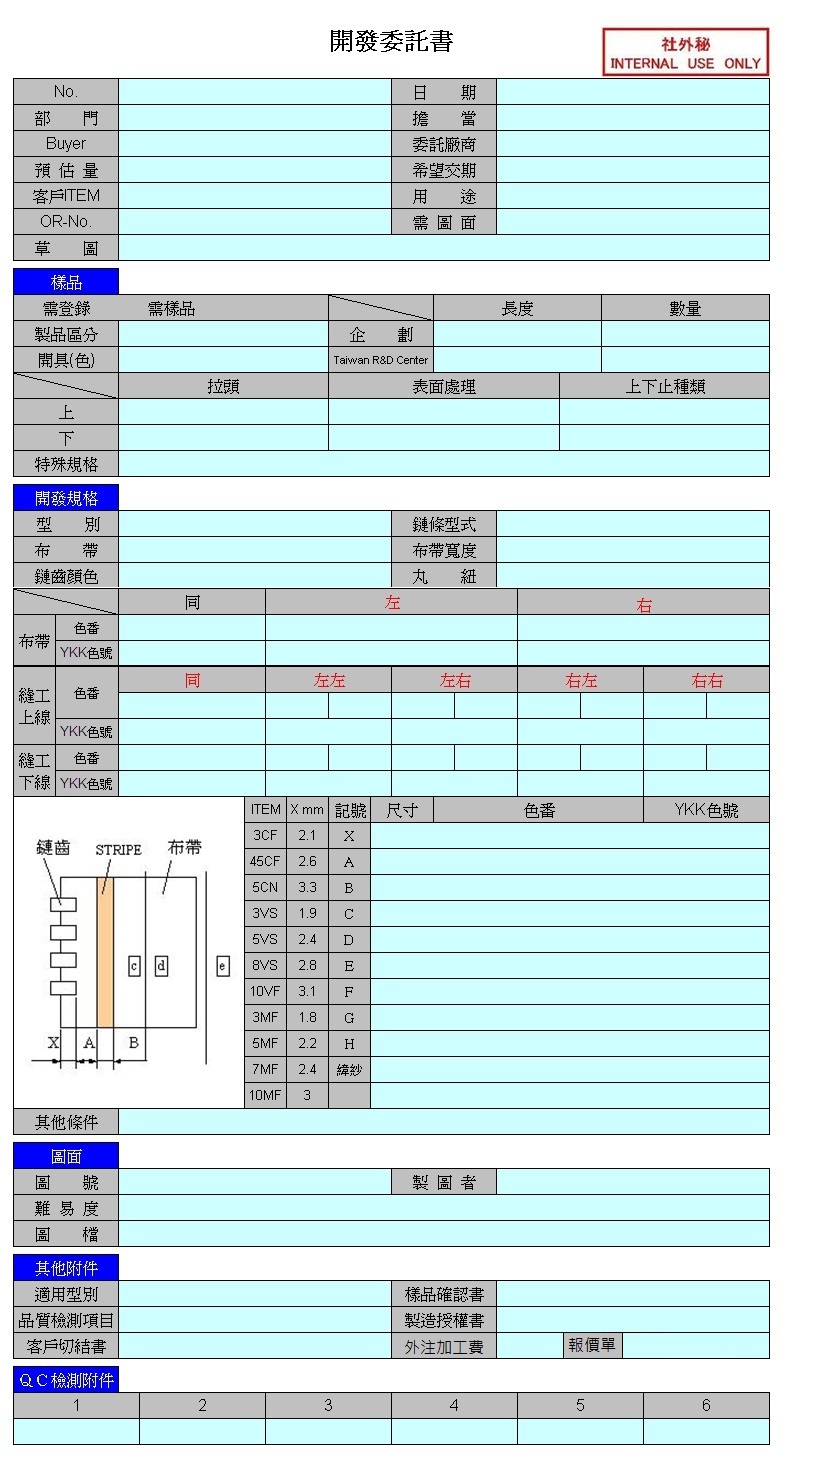 開發委託書
社外秘
INTERNAL USE ONLY
No. 日 期
部 門 擔 當
Buyer 委託廠商
預 估 量 希望交期
客戶ITEM 用 途
OR-No. 需 圖 面
草 圖
樣品
需登錄 需樣品 長度 數量
製品區分 企 劃
開具(色) Taiwan R&D Center
拉頭 表面處理 上下止種類
上
下
特殊規格
開發規格
型 別 鏈條型式
布 帶 布帶寬度
鏈齒顏色 丸 紐
同 左 右
布帶 色番
YKK色號
同 左左 左右 右左 右右
縫工上線 色番
YKK色號
縫工下線 色番
YKK色號
ITEM X mm 記號 尺寸 色番 YKK色號
3CF 2.1 X
45CF 2.6 A
5CN 3.3 B
3VS 1.9 C
5VS 2.4 D
8VS 2.8 E
10VF 3.1 F
3MF 1.8 G
5MF 2.2 H
7MF 2.4 緯紗
10MF 3
鏈齒 STRIPE 布帶
c d e
X A B
其他條件
圖面
圖 號 製 圖 者
難 易 度
圖 檔
其他附件
適用型別 樣品確認書
品質檢測項目 製造授權書
客戶切結書 外注加工費 報價單
ＱＣ檢測附件
1 2 3 4 5 6